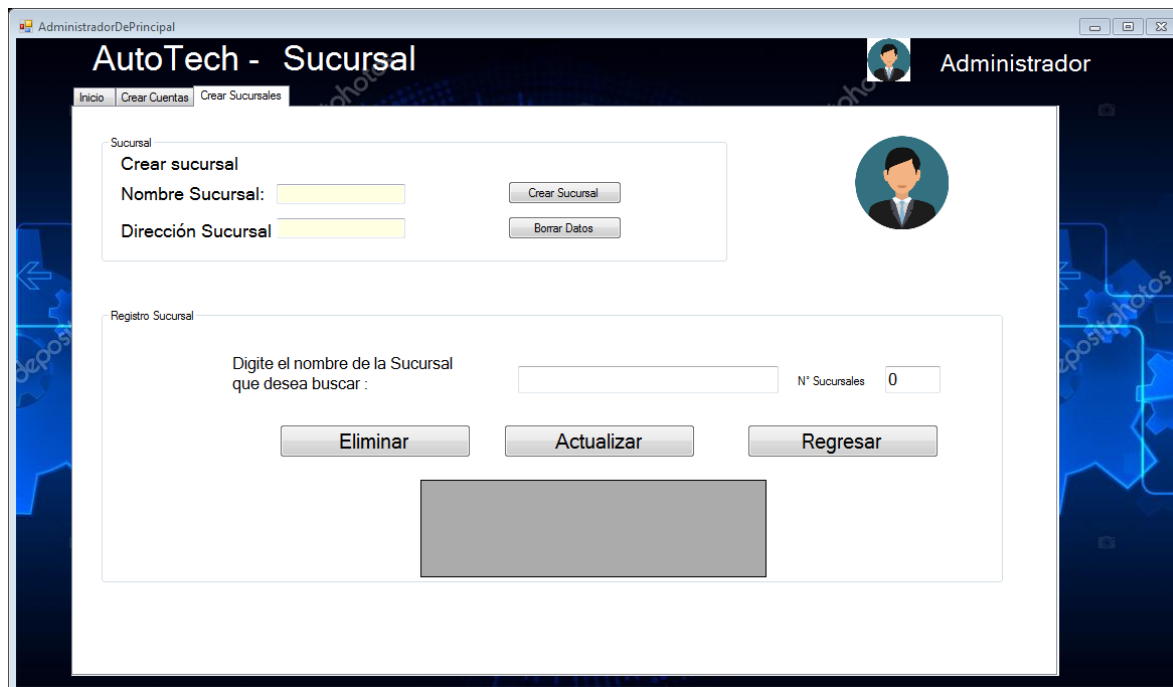 AdministradorDePrincipal
AutoTech - Sucursal
Administrador
Inicio
Crear Cuentas
Crear Sucursales
Sucursal
Crear sucursal
Nombre Sucursal:
Crear Sucursal
Dirección Sucursal
Borrar Datos
Registro Sucursal
Digite el nombre de la Sucursal
que desea buscar :
N° Sucursales
0
Eliminar
Actualizar
Regresar
depositphotos